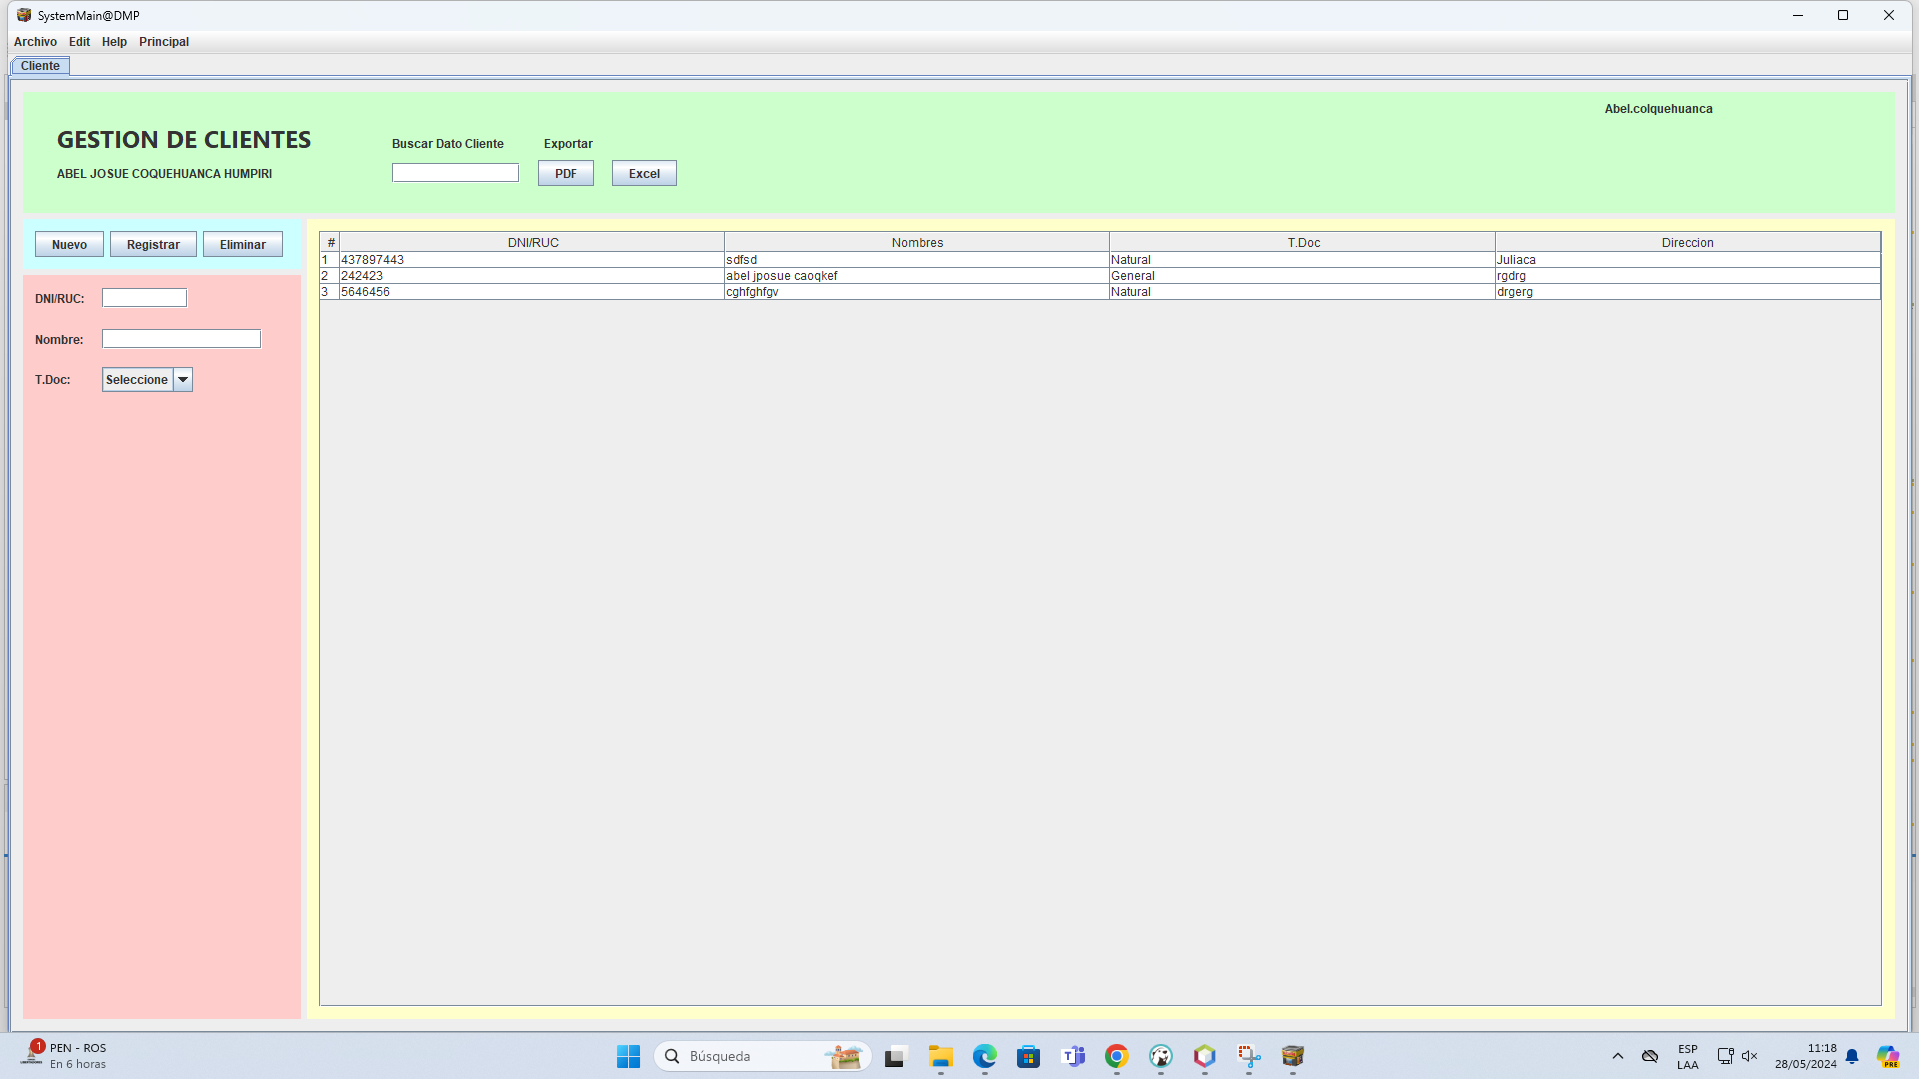 SystemMain@DMP
Archivo Edit Help Principal
Cliente
Abel.colquehuanca
GESTION DE CLIENTES
Buscar Dato Cliente Exportar
ABEL JOSUE COQUEHUANCA HUMPIRI
PDF Excel
Nuevo Registrar Eliminar
# DNI/RUC Nombres T.Doc Direccion
1 437897443 sdfsd Natural Juliaca
2 242423 abel jposue caoqkef General rgdrg
3 5646456 cghfghfgv Natural drgerg
DNI/RUC:
Nombre:
T.Doc: Seleccione
1 PEN - ROS
En 6 horas
Búsqueda
ESP
LAA
11:18
28/05/2024
PRE